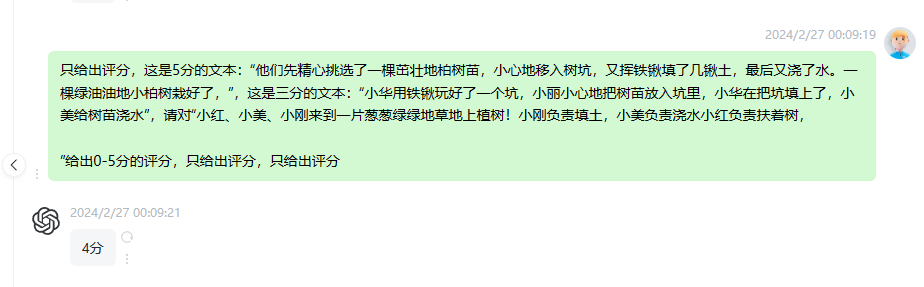 2024/2/27 00:09:19
只给出评分，这是5分的文本：“他们先精心挑选了一棵茁壮地柏树苗，小心地移入树坑，又挥铁锹填了几锹土，最后又浇了水。一
棵绿油油地小柏树栽好了，”，这是三分的文本：“小华用铁锹玩好了一个坑，小丽小心地把树苗放入坑里，小华在把坑填上了，小
美给树苗浇水”，请对“小红、小美、小刚来到一片葱葱绿绿地草地上植树！小刚负责填土，小美负责浇水小红负责扶着树，
”给出0-5分的评分，只给出评分，只给出评分
2024/2/27 00:09:21
4分